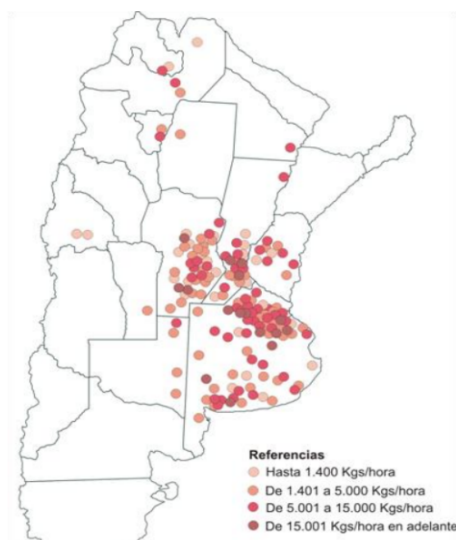 Referencias
Hasta 1.400 Kgs/hora
De 1.401 a 5.000 Kgs/hora
De 5.001 a 15.000 Kgs/hora
De 15.001 Kgs/hora en adelante